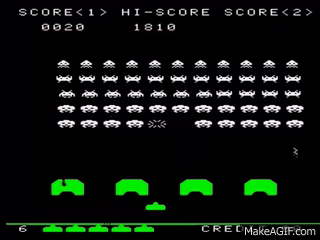 SCORE<1> HI-SCORE SCORE<2>
0020 1810
6 CRED
MakeAGIF.com